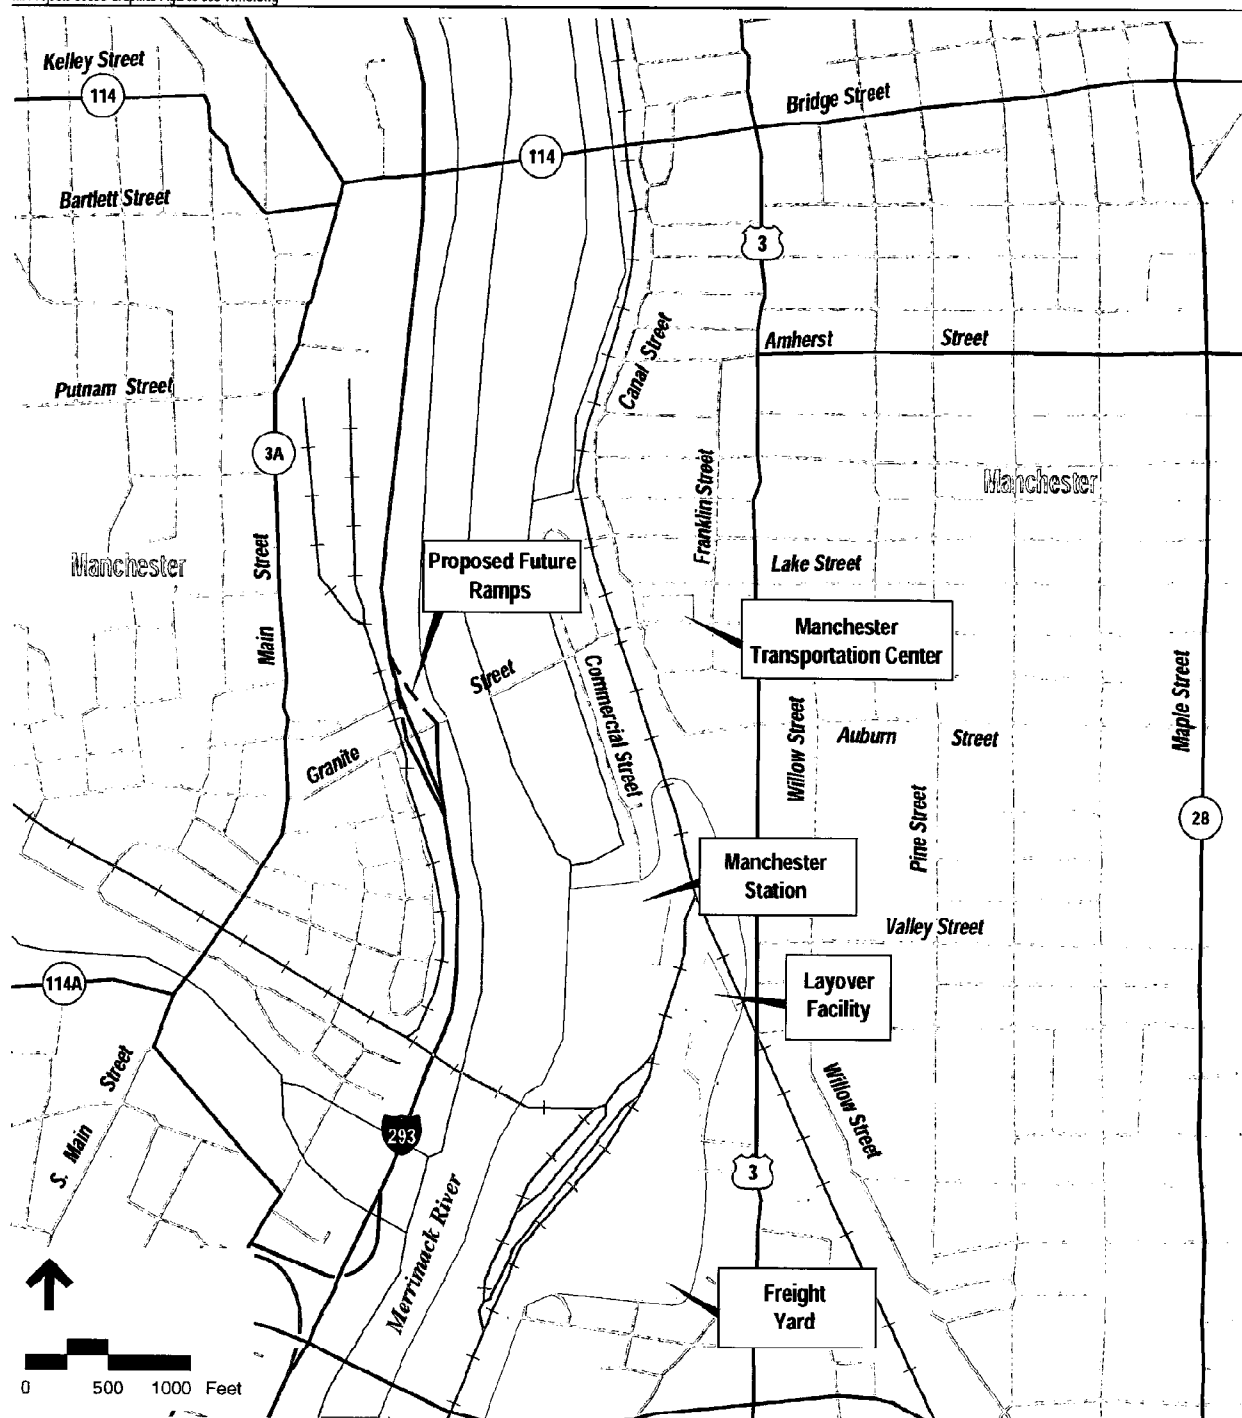 Kelley Street
114
Bridge Street
114
Bartlett Street
3
Canal Street
Amherst Street
Putnam Street
3A
Franklin Street
Manchester
Manchester
Main Street
Proposed Future
Ramps
Lake Street
Manchester
Transportation Center
Granite Street
Commercial Street
Willow Street
Auburn Street
Maple Street
Pine Street
28
Manchester
Station
Valley Street
114A
Layover
Facility
S. Main Street
Willow Street
293
3
Merrimack River
Freight
Yard
0 500 1000 Feet